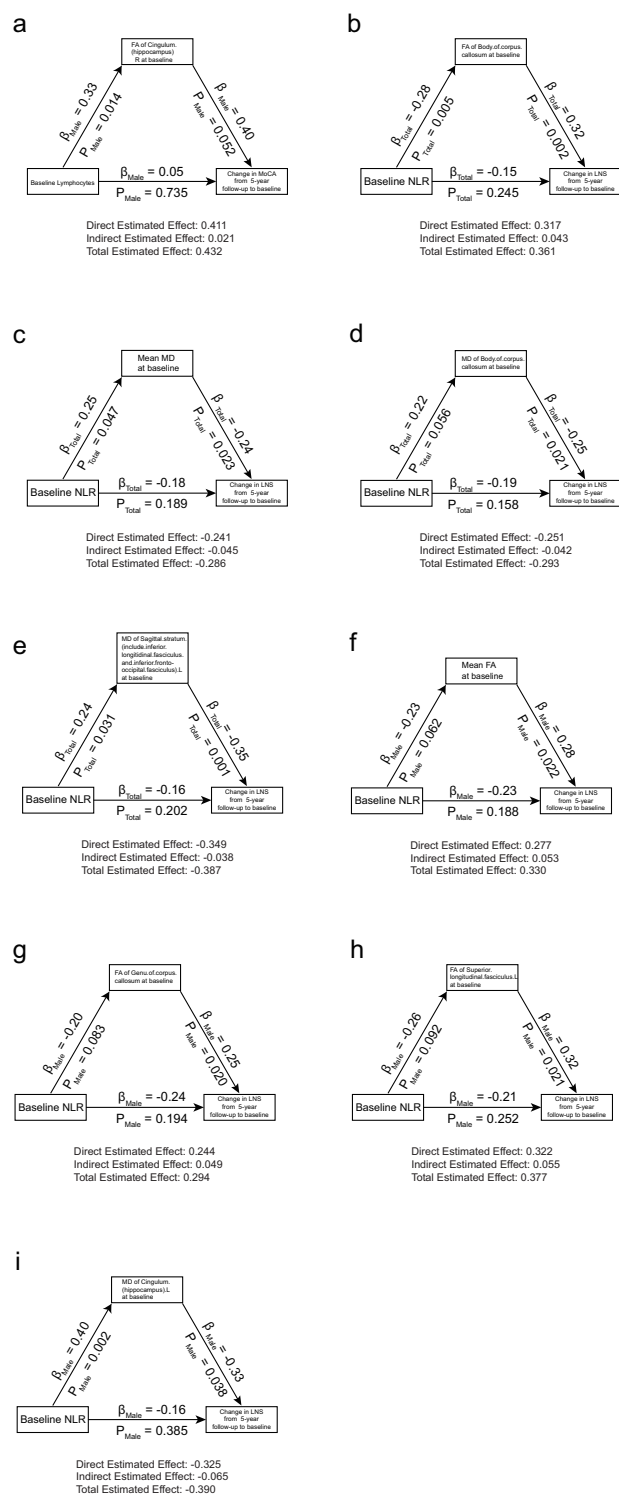 a
FA of Cingulum.
(hippocampus)
R at baseline
βMale = 0.33
PMale = 0.014
β Male = 0.40
P Male = 0.052
Baseline Lymphocytes
βMale = 0.05
PMale = 0.735
Change in MoCA
from 5-year
follow-up to baseline
Direct Estimated Effect: 0.411
Indirect Estimated Effect: 0.021
Total Estimated Effect: 0.432
b
FA of Body.of.corpus.
callosum at baseline
βTotal = -0.28
PTotal = 0.005
β Total = 0.32
P Total = 0.002
Baseline NLR
βTotal = -0.15
PTotal = 0.245
Change in LNS
from 5-year
follow-up to baseline
Direct Estimated Effect: 0.317
Indirect Estimated Effect: 0.043
Total Estimated Effect: 0.361
c
Mean MD
at baseline
βTotal = 0.25
P Total = 0.047
β Total = -0.24
P Total = 0.023
Baseline NLR
βTotal = -0.18
PTotal = 0.189
Change in LNS
from 5-year
follow-up to baseline
Direct Estimated Effect: -0.241
Indirect Estimated Effect: -0.045
Total Estimated Effect: -0.286
d
MD of Body.of.corpus.
callosum at baseline
βTotal = 0.22
PTotal = 0.056
β Total = -0.25
P Total = 0.021
Baseline NLR
βTotal = -0.19
PTotal = 0.158
Change in LNS
from 5-year
follow-up to baseline
Direct Estimated Effect: -0.251
Indirect Estimated Effect: -0.042
Total Estimated Effect: -0.293
e
MD of Sagittal.stratum.
(include.inferior.
longitidinal.fasciculus.
and.inferior.fronto-
occipital.fasciculus).L
at baseline
βTotal = 0.24
PTotal = 0.031
β Total = -0.35
P Total = 0.001
Baseline NLR
βTotal = -0.16
PTotal = 0.202
Change in LNS
from 5-year
follow-up to baseline
Direct Estimated Effect: -0.349
Indirect Estimated Effect: -0.038
Total Estimated Effect: -0.387
f
Mean FA
at baseline
βMale = -0.23
PMale = 0.062
β Male = 0.28
P Male = 0.022
Baseline NLR
βMale = -0.23
PMale = 0.188
Change in LNS
from 5-year
follow-up to baseline
Direct Estimated Effect: 0.277
Indirect Estimated Effect: 0.053
Total Estimated Effect: 0.330
g
FA of Genu.of.corpus.
callosum at baseline
βMale = -0.20
PMale = 0.083
β Male = 0.25
P Male = 0.020
Baseline NLR
βMale = -0.24
PMale = 0.194
Change in LNS
from 5-year
follow-up to baseline
Direct Estimated Effect: 0.244
Indirect Estimated Effect: 0.049
Total Estimated Effect: 0.294
h
FA of Superior.
longitudinal.fasciculus.L
at baseline
βMale = -0.26
PMale = 0.092
β Male = 0.32
P Male = 0.021
Baseline NLR
βMale = -0.21
PMale = 0.252
Change in LNS
from 5-year
follow-up to baseline
Direct Estimated Effect: 0.322
Indirect Estimated Effect: 0.055
Total Estimated Effect: 0.377
i
MD of Cingulum.
(hippocampus).L
at baseline
βMale = 0.40
PMale = 0.002
β Male = -0.33
P Male = 0.038
Baseline NLR
βMale = -0.16
PMale = 0.385
Change in LNS
from 5-year
follow-up to baseline
Direct Estimated Effect: -0.325
Indirect Estimated Effect: -0.065
Total Estimated Effect: -0.390